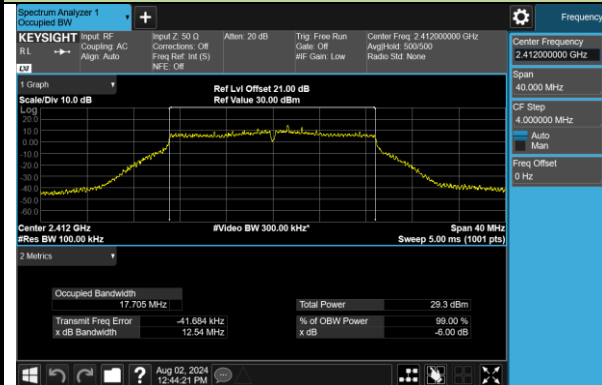 Spectrum Analyzer 1
Occupied BW
+
Frequency
KEYSIGHT
R L
Input: RF
Coupling: AC
Align: Auto
Input Z: 50 Ω
Corrections: Off
Freq Ref: Int (S)
NFE: Off
Atten: 20 dB
Trig: Free Run
Gate: Off
#IF Gain: Low
Center Freq: 2.412000000 GHz
Avg|Hold: 500/500
Radio Std: None
Center Frequency
2.412000000 GHz
Span
40.000 MHz
CF Step
4.000000 MHz
Auto
Man
Freq Offset
0 Hz
1 Graph
Scale/Div 10.0 dB
Ref Lvl Offset 21.00 dB
Ref Value 30.00 dBm
Log
20.0
10.0
0.00
-10.0
-20.0
-30.0
-40.0
-50.0
-60.0
Center 2.412 GHz
#Res BW 100.00 kHz
#Video BW 300.00 kHz*
Span 40 MHz
Sweep 5.00 ms (1001 pts)
2 Metrics
Occupied Bandwidth
17.705 MHz
Total Power 29.3 dBm
Transmit Freq Error -41.684 kHz
% of OBW Power 99.00 %
x dB Bandwidth 12.54 MHz
x dB -6.00 dB
?
Aug 02, 2024
12:44:21 PM